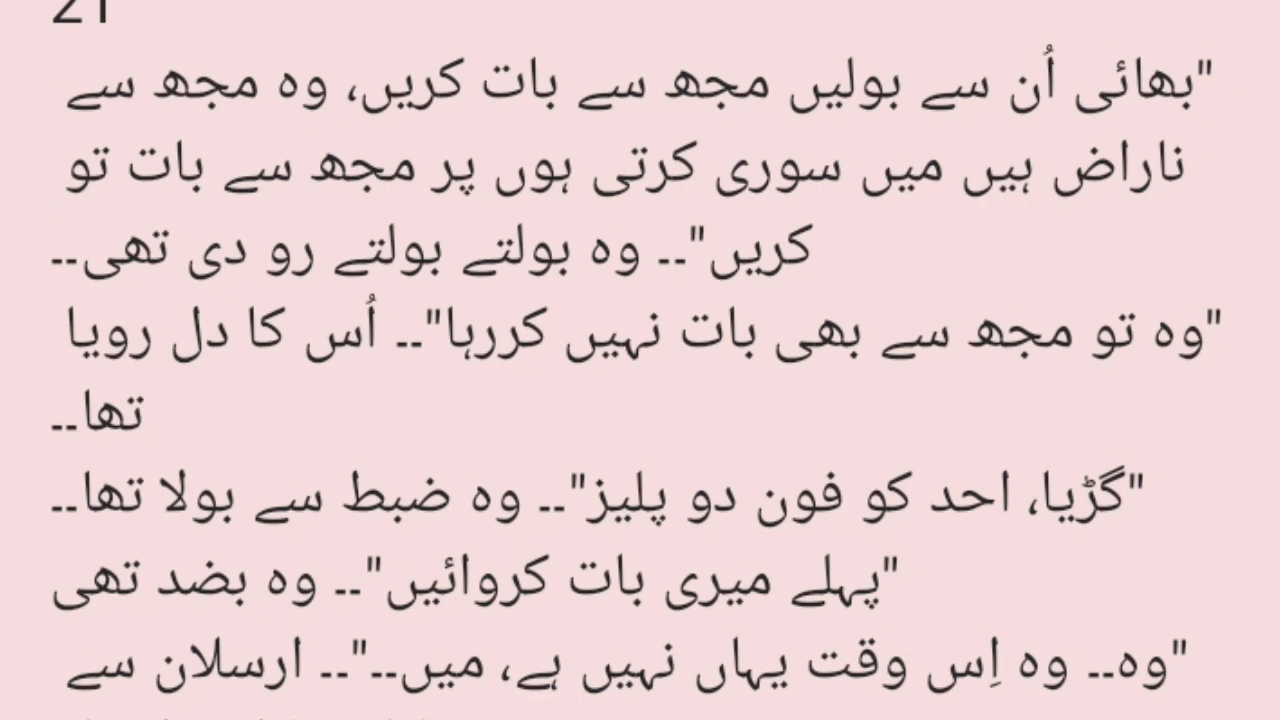 21
"بھائی اُن سے بولیں مجھ سے بات کریں، وہ مجھ سے
ناراض ہیں میں سوری کرتی ہوں پر مجھ سے بات تو
کریں"۔۔ وہ بولتے بولتے رو دی تھی۔۔
"وہ تو مجھ سے بھی بات نہیں کررہا"۔۔ اُس کا دل رویا
تھا۔۔
"گڑیا، احد کو فون دو پلیز"۔۔ وہ ضبط سے بولا تھا۔۔
"پہلے میری بات کروائیں"۔۔ وہ بضد تھی
"وہ۔۔ وہ اِس وقت یہاں نہیں ہے، میں۔۔"۔۔ ارسلان سے